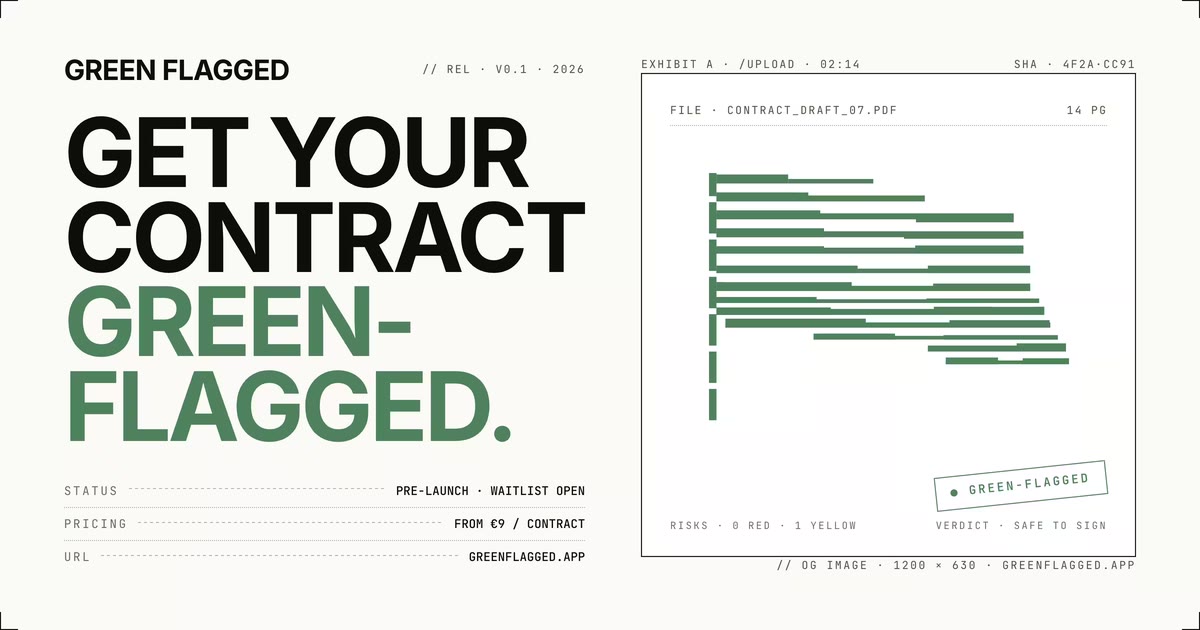 GREEN FLAGGED
// REL · V0.1 · 2026
GET YOUR
CONTRACT
GREEN-
FLAGGED.
STATUS PRE-LAUNCH · WAITLIST OPEN
PRICING FROM €9 / CONTRACT
URL GREENFLAGGED.APP
EXHIBIT A · /UPLOAD · 02:14
SHA · 4F2A·CC91
FILE · CONTRACT_DRAFT_07.PDF
14 PG
● GREEN-FLAGGED
RISKS · 0 RED · 1 YELLOW
VERDICT · SAFE TO SIGN
// OG IMAGE · 1200 × 630 · GREENFLAGGED.APP